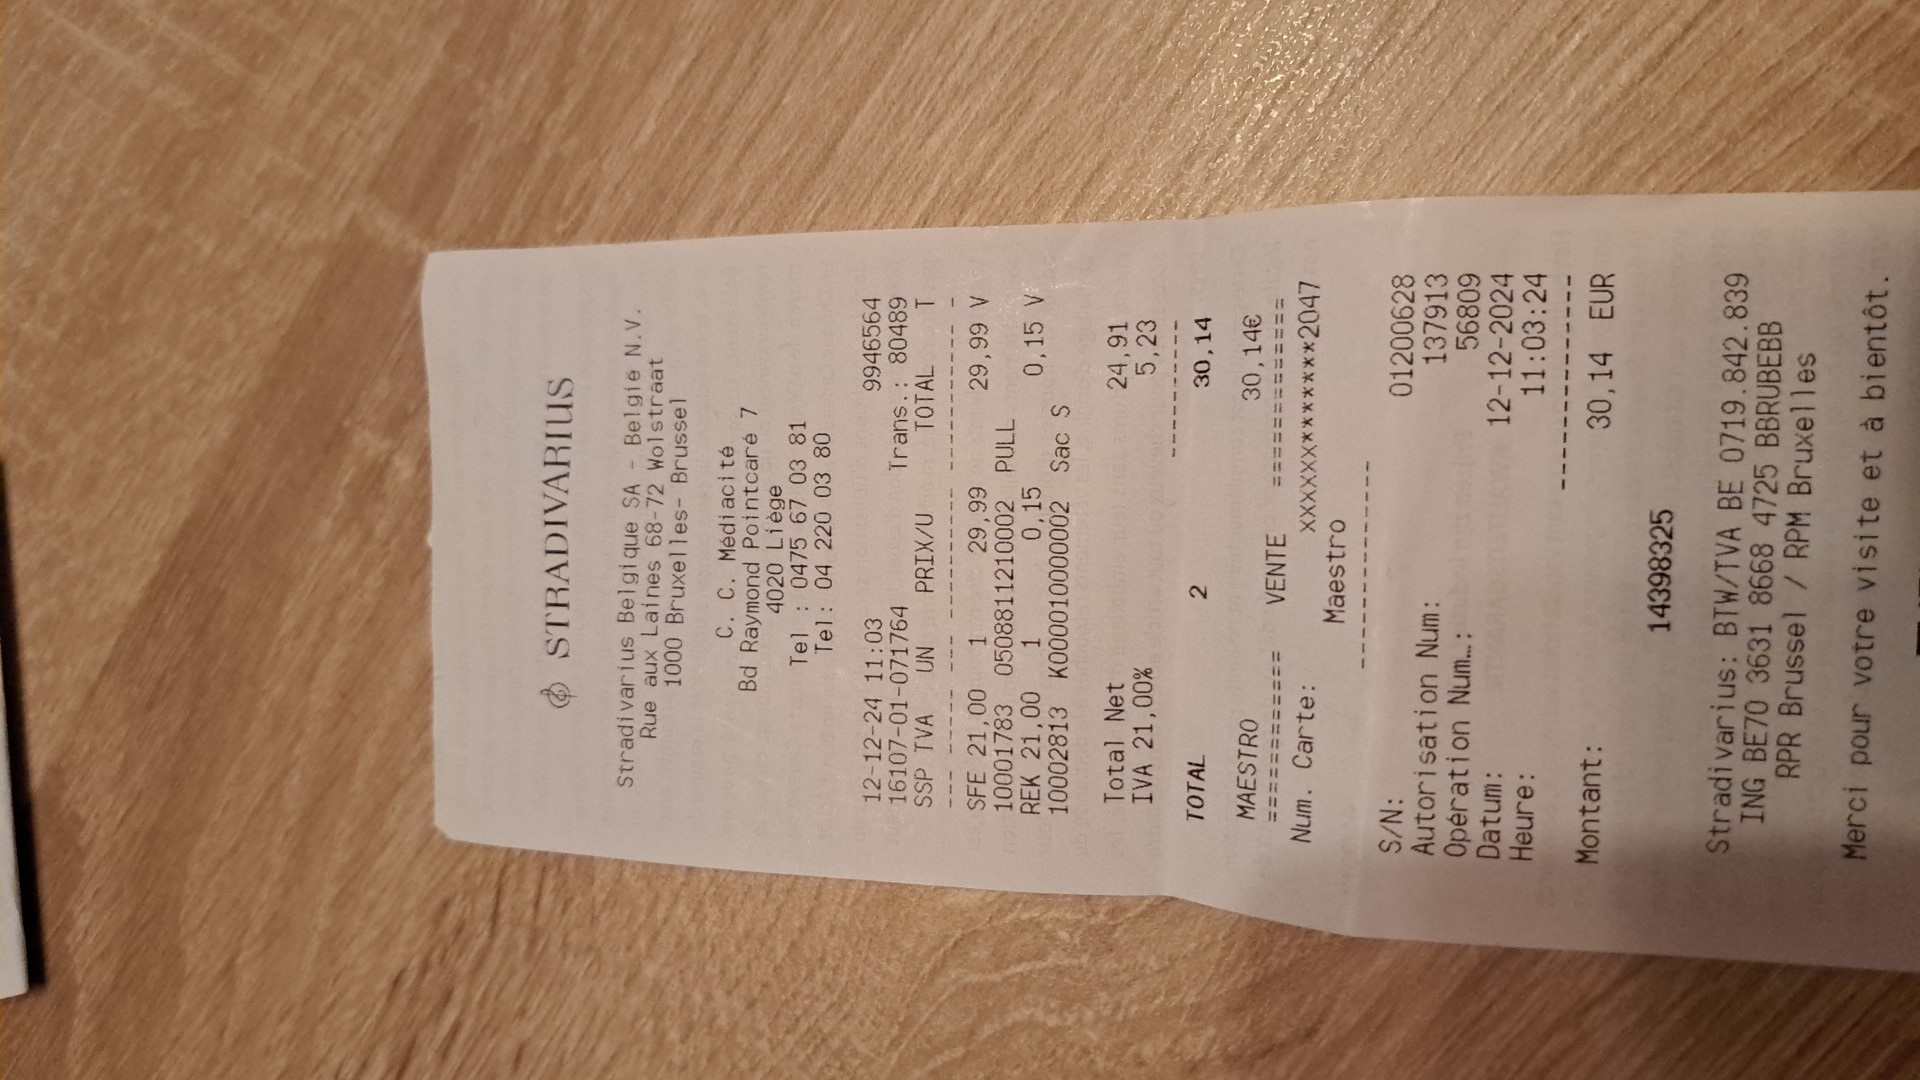 STRADIVARIUS
Stradivarius Belgique SA - Belgie N.V.
Rue aux Laines 68-72 Wolstraat
1000 Bruxelles- Brussel
C. C. Médiacité
Bd Raymond Pointcaré 7
4020 Liège
Tel : 0475 67 03 81
Tel : 04 220 03 80
12-12-24 11:03 9946564
16107-01-071764 Trans.: 80489
SSP TVA UN PRIX/U TOTAL T
--- ----- --- ---------- ---------- -
SFE 21,00 1 29,99 29,99 V
10001783 0508811210002 PULL
REK 21,00 1 0,15 0,15 V
10002813 K000010000002 Sac S
Total Net 24,91
IVA 21,00% 5,23
----------
TOTAL 2 30,14
MAESTRO 30,14€
============ VENTE =============
Num. Carte: xxxxxxx**********2047
Maestro
----------------
S/N: 01200628
Autorisation Num: 137913
Opération Num…: 56809
Datum: 12-12-2024
Heure: 11:03:24
----------------
Montant: 30,14 EUR
14398325
Stradivarius: BTW/TVA BE 0719.842.839
ING BE70 3631 8668 4725 BBRUBEBB
RPR Brussel / RPM Bruxelles
Merci pour votre visite et à bientôt.